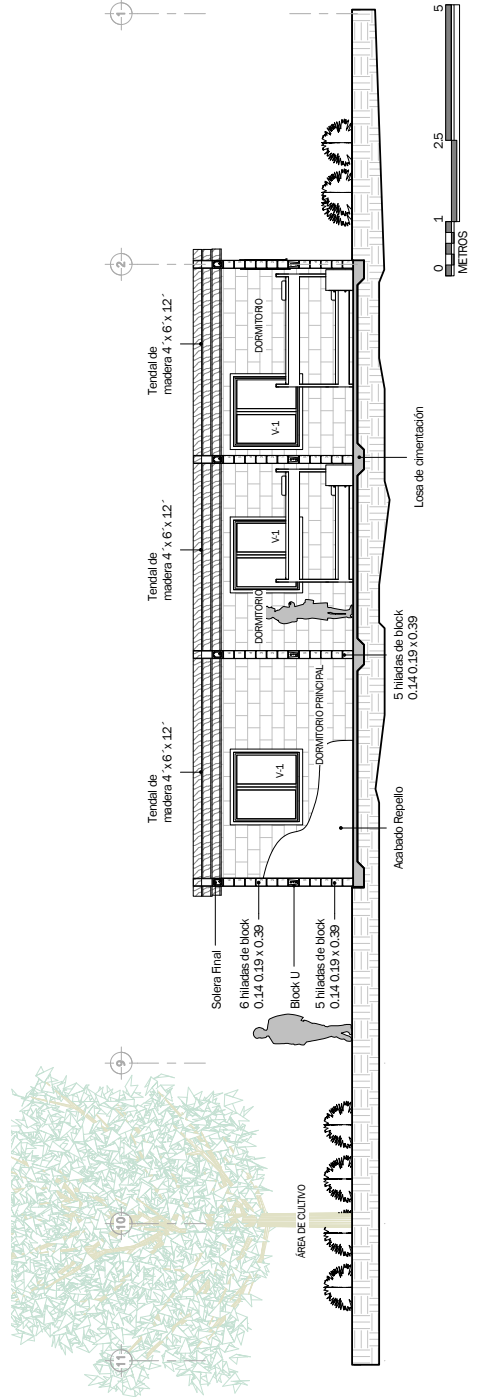 11
10
9
2
1
Tendal de
madera 4´x 6´x 12´
Tendal de
madera 4´x 6´x 12´
Tendal de
madera 4´x 6´x 12´
Solera Final
6 hiladas de block
0.14 0.19 x 0.39
Block U
5 hiladas de block
0.14 0.19 x 0.39
ÁREA DE CULTIVO
V-1
DORMITORIO PRINCIPAL
DORMITORIO
V-1
V-1
DORMITORIO
Acabado Repello
5 hiladas de block
0.14 0.19 x 0.39
Losa de cimentación
0 1 2.5 5
METROS